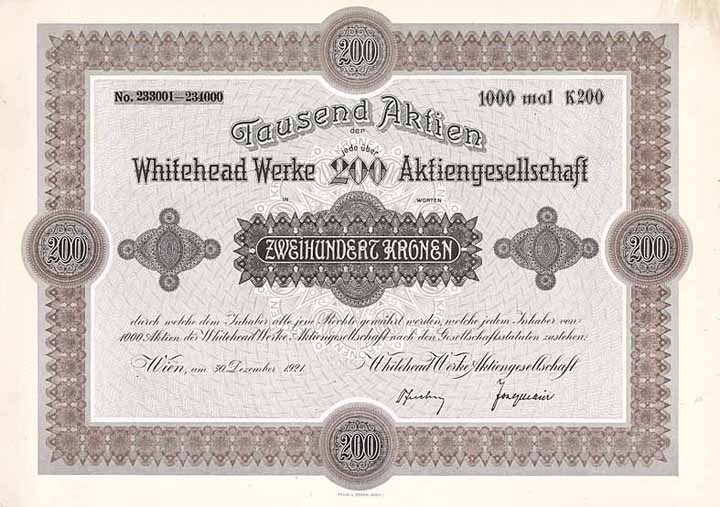 200
No. 233001—234000
1000 mal K200
Tausend Aktien
der
jede über
Whitehead Werke 200 Aktiengesellschaft
IN WORTEN
200
ZWEIHUNDERT KRONEN
200
durch welche dem Inhaber alle jene Rechte gewährt werden, welche jedem Inhaber von
1000 Aktien der Whitehead Werke Aktiengesellschaft nach den Gesellschaftsstatuten zustehen.
Wien, am 30. Dezember 1921.
Whitehead Werke Aktiengesellschaft
200